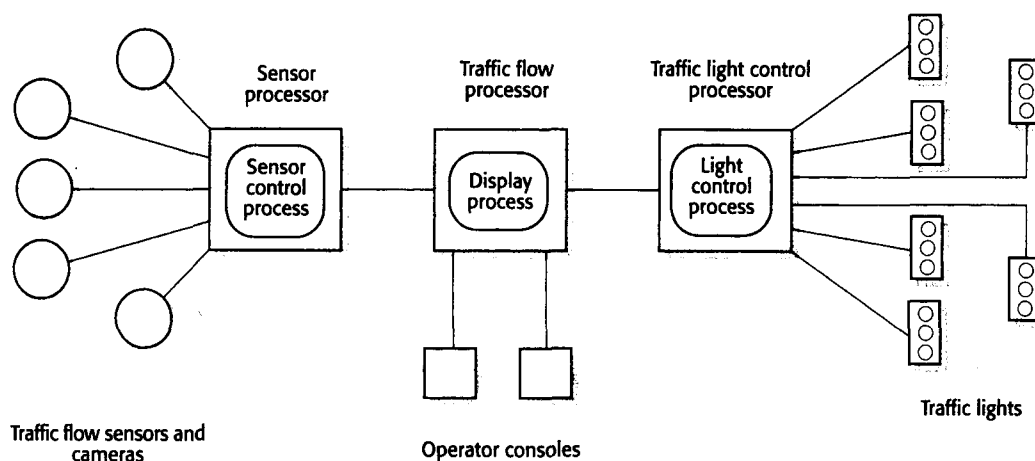 Sensor
processor
Traffic flow
processor
Traffic light control
processor
Sensor
control
process
Display
process
Light
control
process
Traffic flow sensors and
cameras
Operator consoles
Traffic lights